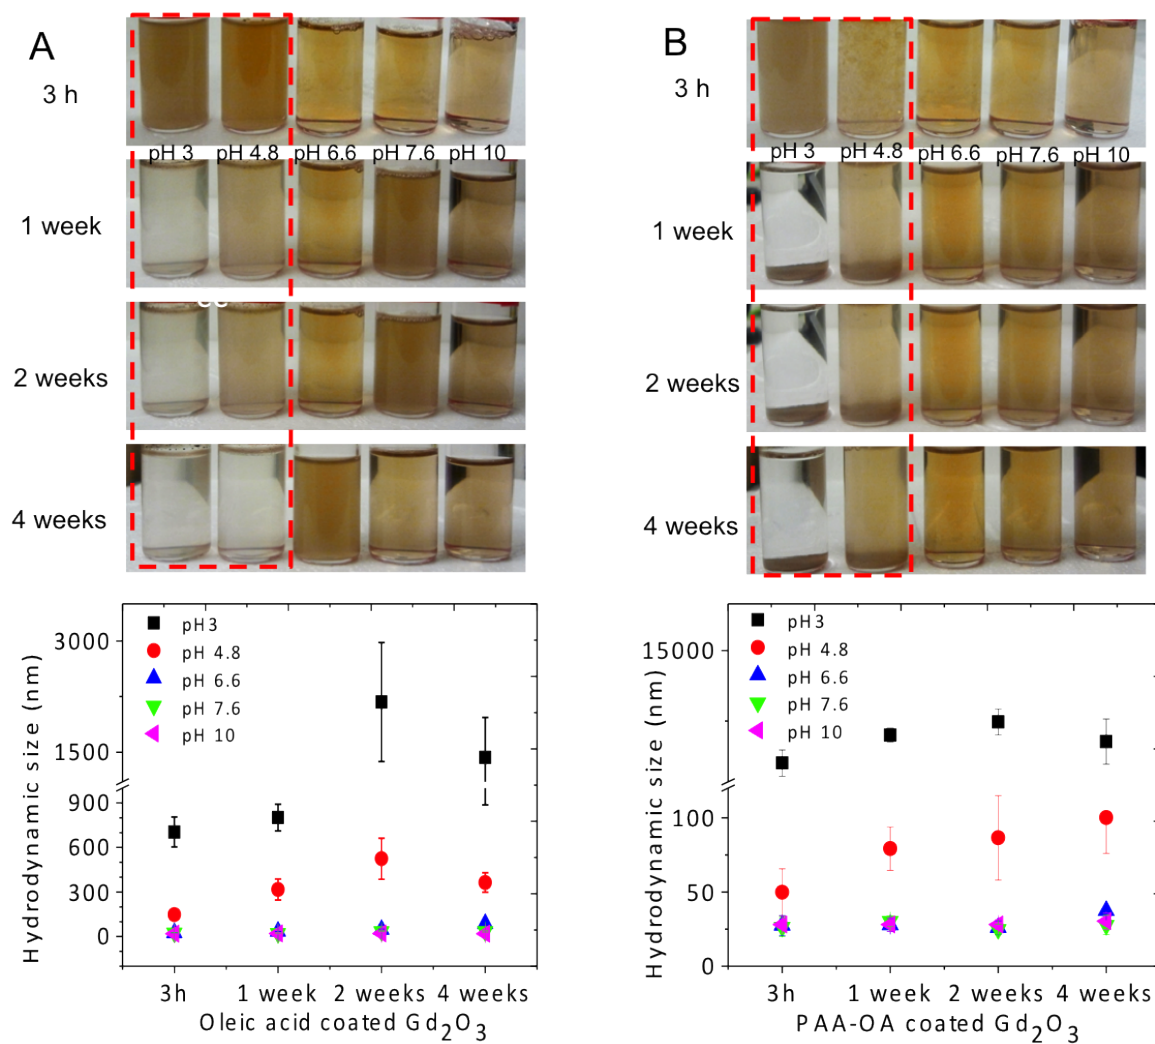 A
3 h
pH 3 pH 4.8 pH 6.6 pH 7.6 pH 10
1 week
2 weeks
4 weeks
B
3 h
pH 3 pH 4.8 pH 6.6 pH 7.6 pH 10
1 week
2 weeks
4 weeks
Hydrodynamic size (nm)
3000
1500
900
600
300
0
pH3
pH 4.8
pH 6.6
pH 7.6
pH 10
3h 1 week 2 weeks 4 weeks
Oleic acid coated Gd₂O₃
Hydrodynamic size (nm)
15000
100
50
0
pH3
pH 4.8
pH 6.6
pH 7.6
pH 10
3h 1 week 2 weeks 4 weeks
PAA-OA coated Gd₂O₃